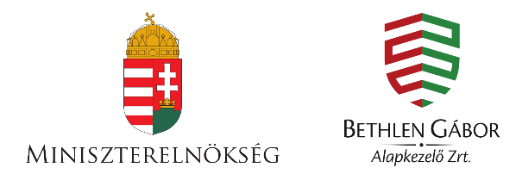 MINISZTERELNÖKSÉG
BETHLEN GÁBOR
Alapkezelő Zrt.